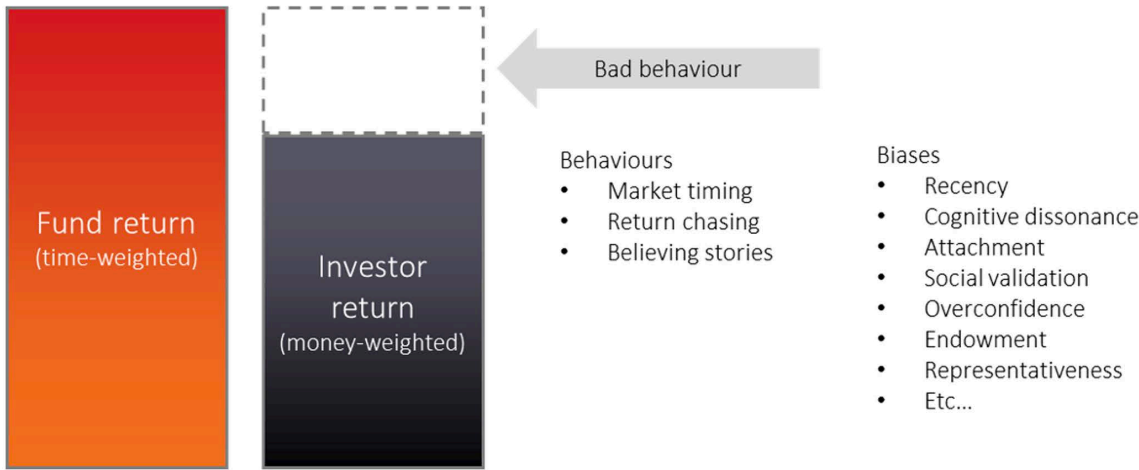 Fund return
(time-weighted)
Investor
return
(money-weighted)
Bad behaviour
Behaviours
• Market timing
• Return chasing
• Believing stories
Biases
• Recency
• Cognitive dissonance
• Attachment
• Social validation
• Overconfidence
• Endowment
• Representativeness
• Etc...